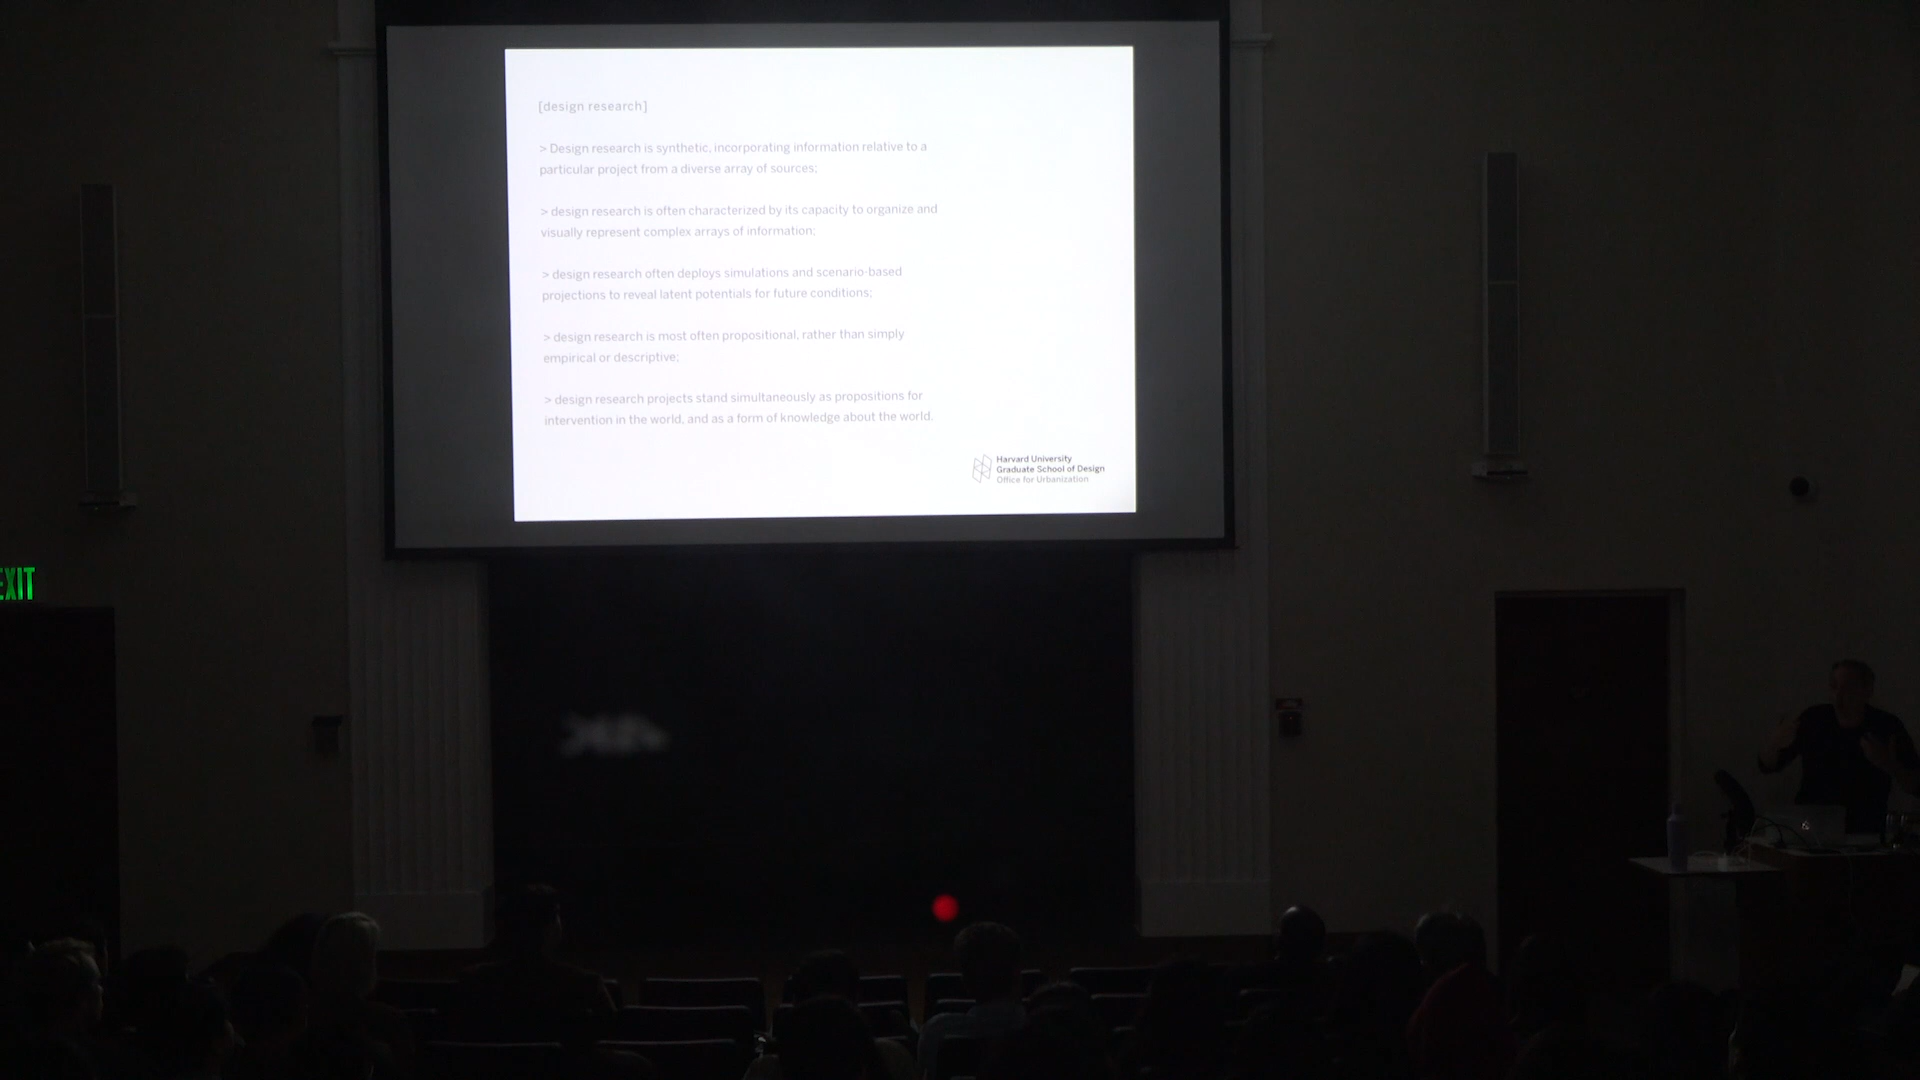 [design research]
> Design research is synthetic, incorporating information relative to a
particular project from a diverse array of sources;
> design research is often characterized by its capacity to organize and
visually represent complex arrays of information;
> design research often deploys simulations and scenario-based
projections to reveal latent potentials for future conditions;
> design research is most often propositional, rather than simply
empirical or descriptive;
> design research projects stand simultaneously as propositions for
intervention in the world, and as a form of knowledge about the world.
Harvard University
Graduate School of Design
Office for Urbanization
EXIT